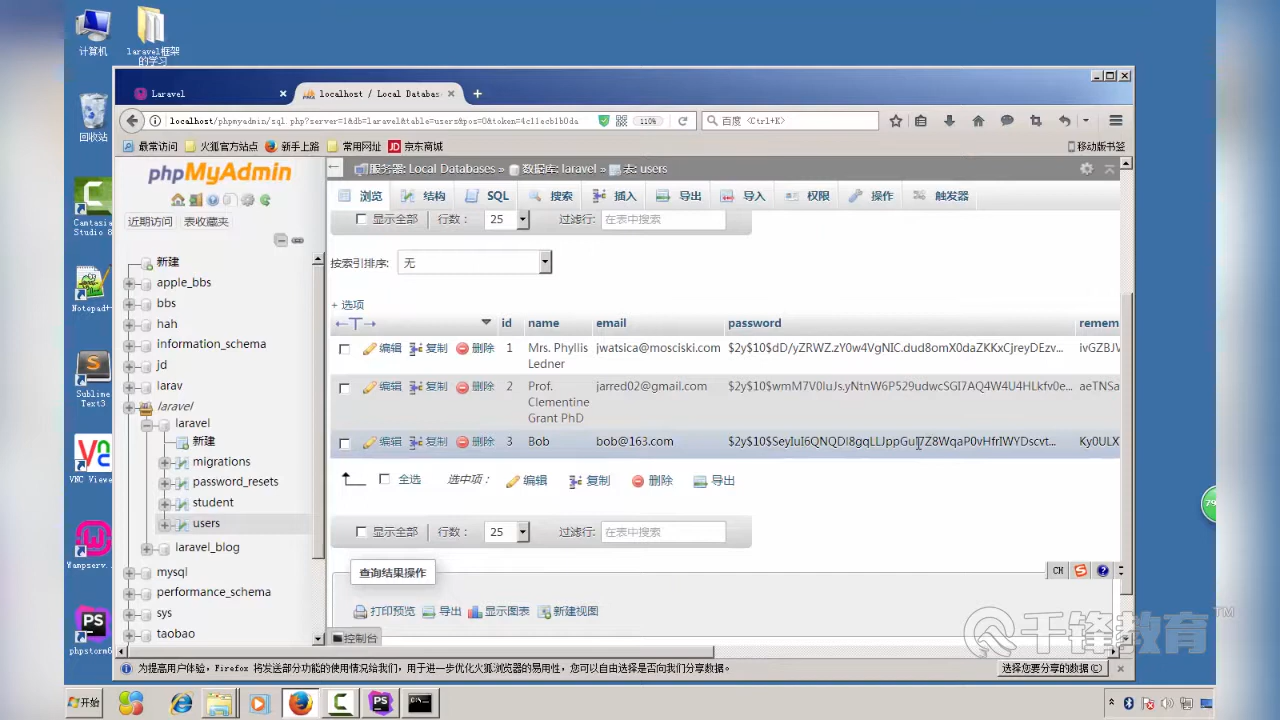 计算机
laravel框架
的学习
回收站
Camtasia
Studio 8
Notepad++
Sublime
Text3
VNC Viewer
Wampserv...
phpstorm6
Laravel
localhost / Local Databas
localhost/phpmyadmin/sql.php?server=1&db=laravel&table=users&pos=0&token=4c11ecb1b0da
110%
百度 <Ctrl+K>
最常访问
火狐官方站点
新手上路
常用网址
JD
京东商城
移动版书签
phpMyAdmin
近期访问
表收藏夹
新建
apple_bbs
bbs
hah
information_schema
jd
larav
laravel
laravel
新建
migrations
password_resets
student
users
laravel_blog
mysql
performance_schema
sys
taobao
服务器: Local Databases » 数据库: laravel » 表: users
浏览 结构 SQL 搜索 插入 导出 导入 权限 操作 触发器
显示全部 行数: 25 过滤行: 在表中搜索
按索引排序: 无
+ 选项
←T→ id name email password remem
编辑 复制 删除 1 Mrs. Phyllis Ledner jwatsica@mosciski.com
编辑 复制 删除 2 Prof. Clementine Grant PhD jarred02@gmail.com
编辑 复制 删除 3 Bob bob@163.com
全选 选中项: 编辑 复制 删除 导出
显示全部 行数: 25 过滤行: 在表中搜索
查询结果操作
打印预览 导出 显示图表 新建视图
控制台
CH
千锋教育 TM
为提高用户体验，Firefox 将发送部分功能的使用情况给我们，用于进一步优化火狐浏览器的易用性，您可以自由选择是否向我们分享数据。
选择您要分享的数据(C)
开始
PS
79